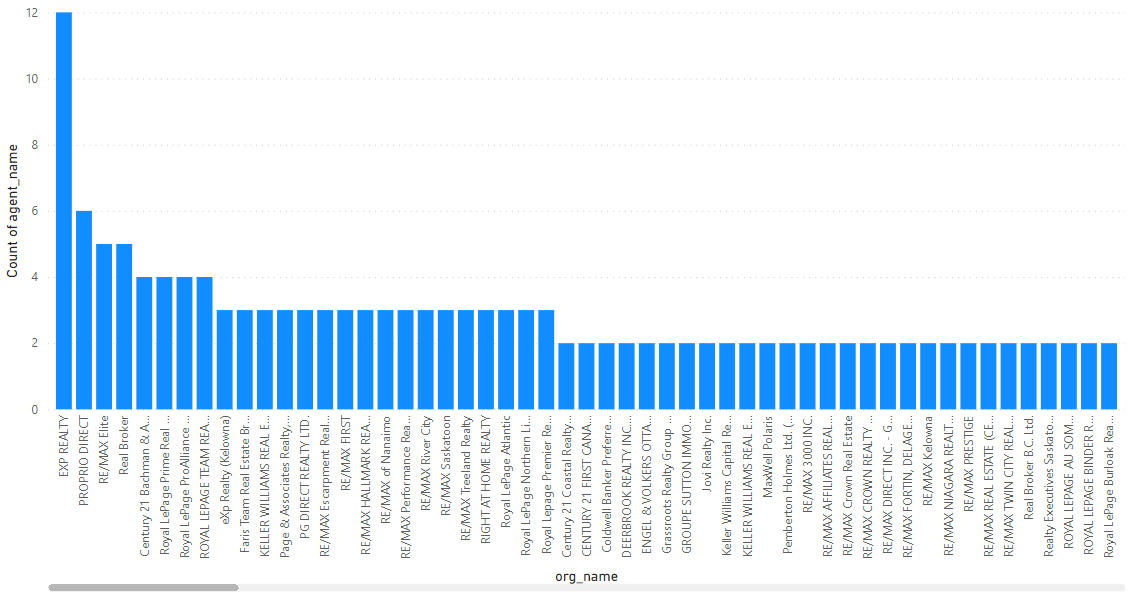 12
10
8
6
4
2
0
Count of agent_name
EXP REALTY
PROPRIO DIRECT
RE/MAX Elite
Real Broker
Century 21 Bachman & A...
Royal LePage Prime Real ...
Royal LePage ProAlliance ...
ROYAL LEPAGE TEAM REA...
eXp Realty (Kelowna)
Faris Team Real Estate Br...
KELLER WILLIAMS REAL E...
Page & Associates Realty,...
PG DIRECT REALTY LTD.
RE/MAX Escarpment Real...
RE/MAX FIRST
RE/MAX HALLMARK REA...
RE/MAX of Nanaimo
RE/MAX Performance Rea...
RE/MAX River City
RE/MAX Saskatoon
RE/MAX Treeland Realty
RIGHT AT HOME REALTY
Royal LePage Atlantic
Royal LePage Northern Li...
Royal Lepage Premier Re...
Century 21 Coastal Realty...
CENTURY 21 FIRST CANA...
Coldwell Banker Preferre...
DEERBROOK REALTY INC...
ENGEL & VOLKERS OTTA...
Grassroots Realty Group ...
GROUPE SUTTON IMMO...
Jovi Realty Inc.
Keller Williams Capital Re...
KELLER WILLIAMS REAL E...
MaxWell Polaris
Pemberton Holmes Ltd. (...
RE/MAX 3000 INC.
RE/MAX AFFILIATES REAL...
RE/MAX Crown Real Estate
RE/MAX CROWN REALTY ...
RE/MAX DIRECT INC. - G...
RE/MAX FORTIN, DELAGE...
RE/MAX Kelowna
RE/MAX NIAGARA REALT...
RE/MAX PRESTIGE
RE/MAX REAL ESTATE (CE...
RE/MAX TWIN CITY REAL...
Real Broker B.C. Ltd.
Realty Executives Saskato...
ROYAL LEPAGE AU SOM...
ROYAL LEPAGE BINDER R...
Royal LePage Burloak Rea...
org_name